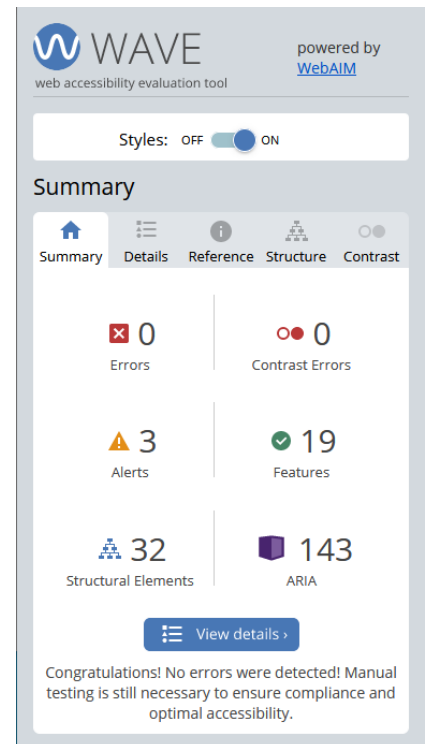 WAVE
web accessibility evaluation tool
powered by
WebAIM
Styles: OFF ON
Summary
Summary Details Reference Structure Contrast
0
Errors
0
Contrast Errors
3
Alerts
19
Features
32
Structural Elements
143
ARIA
View details ›
Congratulations! No errors were detected! Manual
testing is still necessary to ensure compliance and
optimal accessibility.